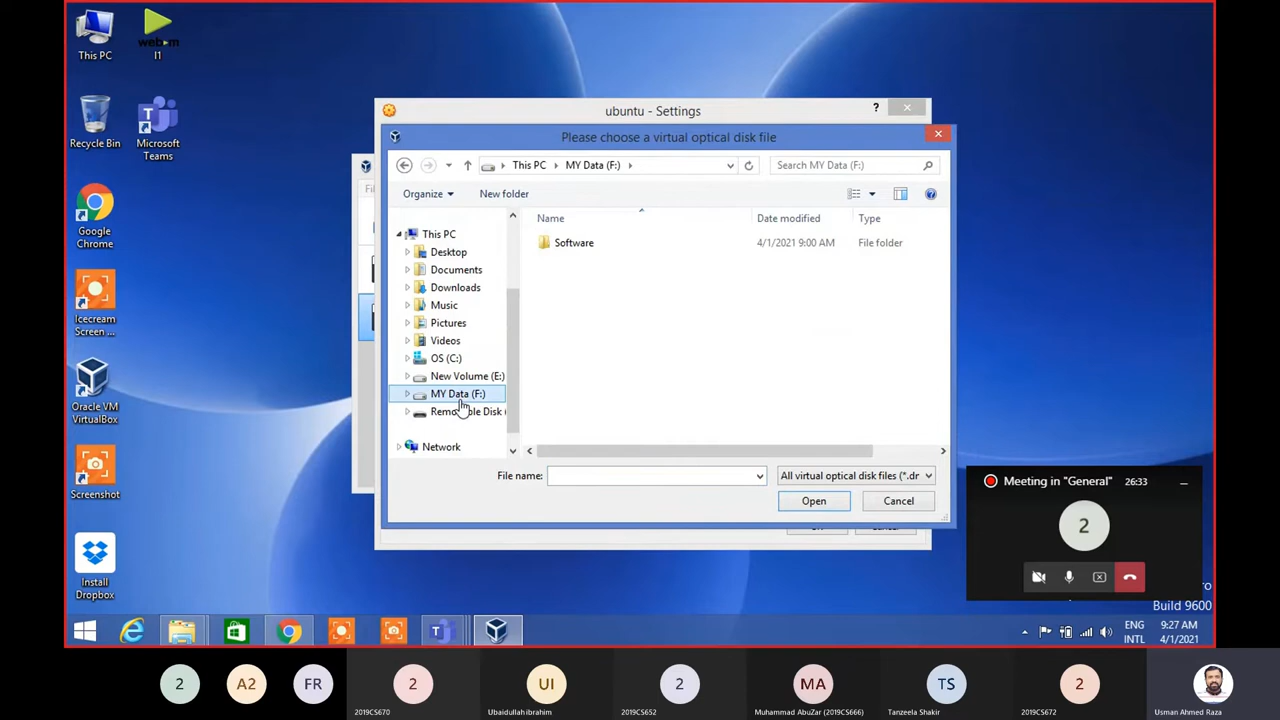 This PC
webm
I1
Recycle Bin
Microsoft
Teams
Google
Chrome
Icecream
Screen ...
Oracle VM
VirtualBox
Screenshot
Install
Dropbox
ubuntu - Settings
?
Please choose a virtual optical disk file
This PC
MY Data (F:)
Search MY Data (F:)
Organize
New folder
Name
Date modified
Type
Software
4/1/2021 9:00 AM
File folder
This PC
Desktop
Documents
Downloads
Music
Pictures
Videos
OS (C:)
New Volume (E:)
MY Data (F:)
Removable Disk (
Network
File name:
All virtual optical disk files (*.dr
Open
Cancel
Meeting in "General"
26:33
2
Build 9600
ENG
INTL
9:27 AM
4/1/2021
2
A2
FR
2
2019CS670
UI
Ubaidullah ibrahim
2
2019CS652
MA
Muhammad AbuZar (2019CS666)
TS
Tanzeela Shakir
2
2019CS672
Usman Ahmed Raza